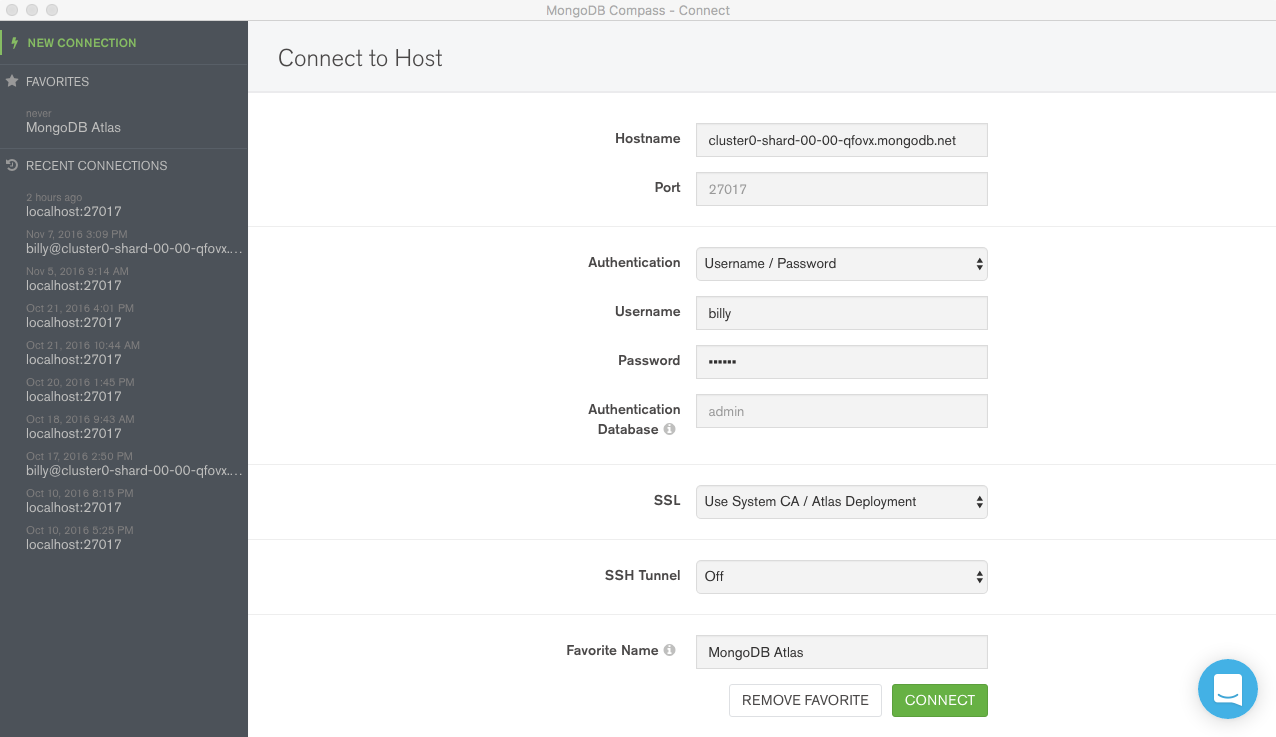 MongoDB Compass - Connect
NEW CONNECTION
FAVORITES
never
MongoDB Atlas
RECENT CONNECTIONS
2 hours ago
localhost:27017
Nov 7, 2016 3:09 PM
billy@cluster0-shard-00-00-qfovx....
Nov 5, 2016 9:14 AM
localhost:27017
Oct 21, 2016 4:01 PM
localhost:27017
Oct 21, 2016 10:44 AM
localhost:27017
Oct 20, 2016 1:45 PM
localhost:27017
Oct 18, 2016 9:43 AM
localhost:27017
Oct 17, 2016 2:50 PM
billy@cluster0-shard-00-00-qfovx....
Oct 10, 2016 8:15 PM
localhost:27017
Oct 10, 2016 5:25 PM
localhost:27017
Connect to Host
Hostname
cluster0-shard-00-00-qfovx.mongodb.net
Port
27017
Authentication
Username / Password
Username
billy
Password
••••••
Authentication
Database
admin
SSL
Use System CA / Atlas Deployment
SSH Tunnel
Off
Favorite Name
MongoDB Atlas
REMOVE FAVORITE
CONNECT